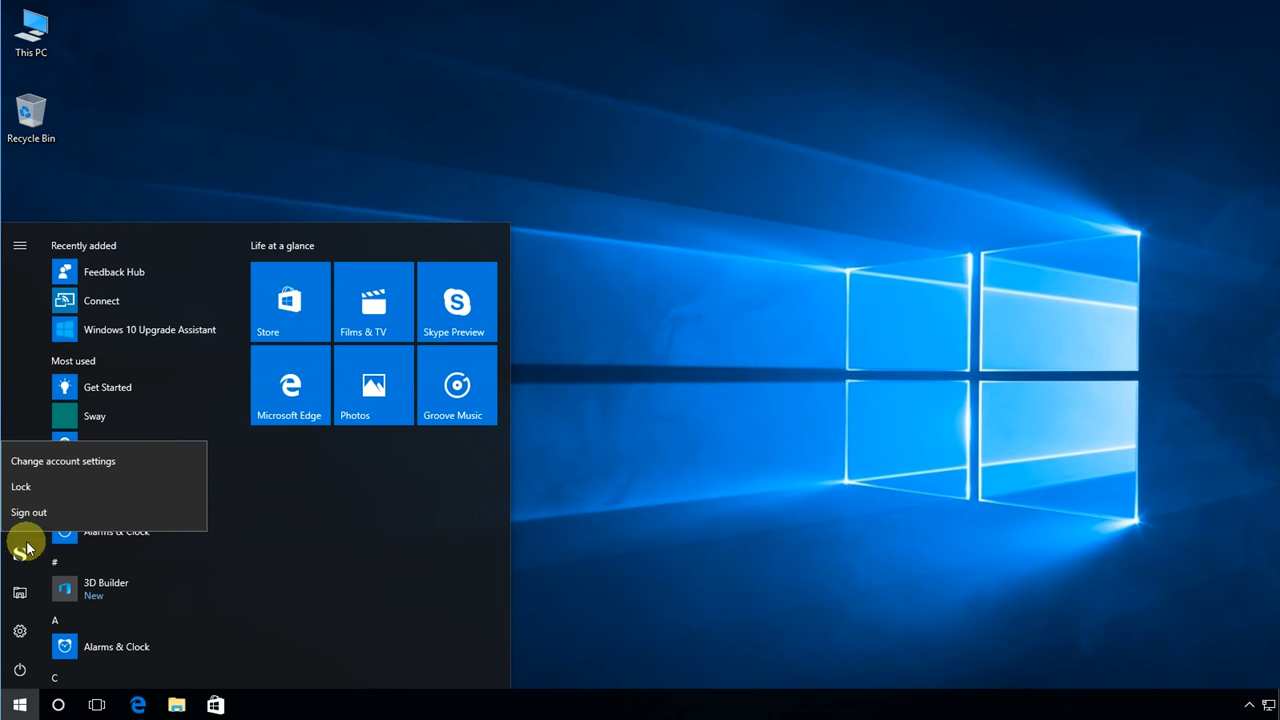 This PC
Recycle Bin
Recently added
Feedback Hub
Connect
Windows 10 Upgrade Assistant
Most used
Get Started
Sway
Change account settings
Lock
Sign out
Alarms & Clock
#
3D Builder
New
A
Alarms & Clock
C
Life at a glance
Store
Films & TV
Skype Preview
Microsoft Edge
Photos
Groove Music